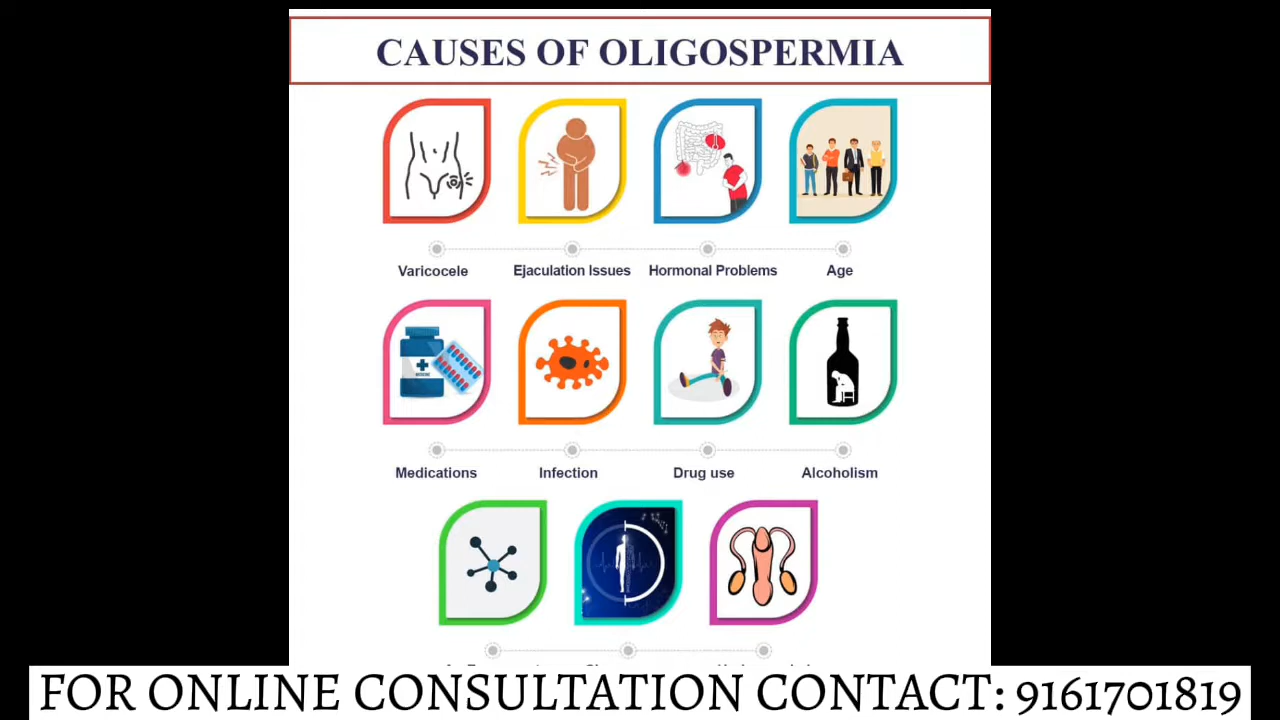 CAUSES OF OLIGOSPERMIA
Varicocele Ejaculation Issues Hormonal Problems Age
Medications Infection Drug use Alcoholism
FOR ONLINE CONSULTATION CONTACT: 9161701819